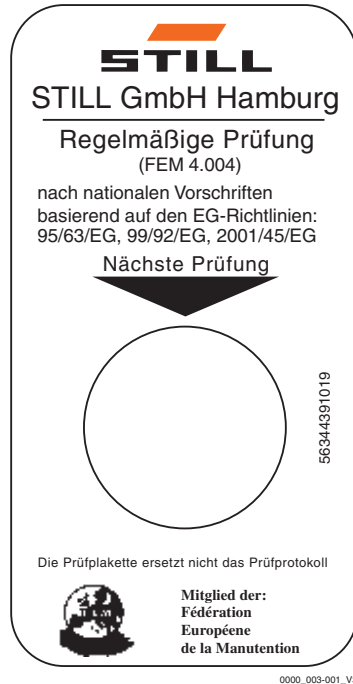 STILL
STILL GmbH Hamburg
Regelmäßige Prüfung
(FEM 4.004)
nach nationalen Vorschriften
basierend auf den EG-Richtlinien:
95/63/EG, 99/92/EG, 2001/45/EG
Nächste Prüfung
56344391019
Die Prüfplakette ersetzt nicht das Prüfprotokoll
Mitglied der:
Fédération
Européene
de la Manutention